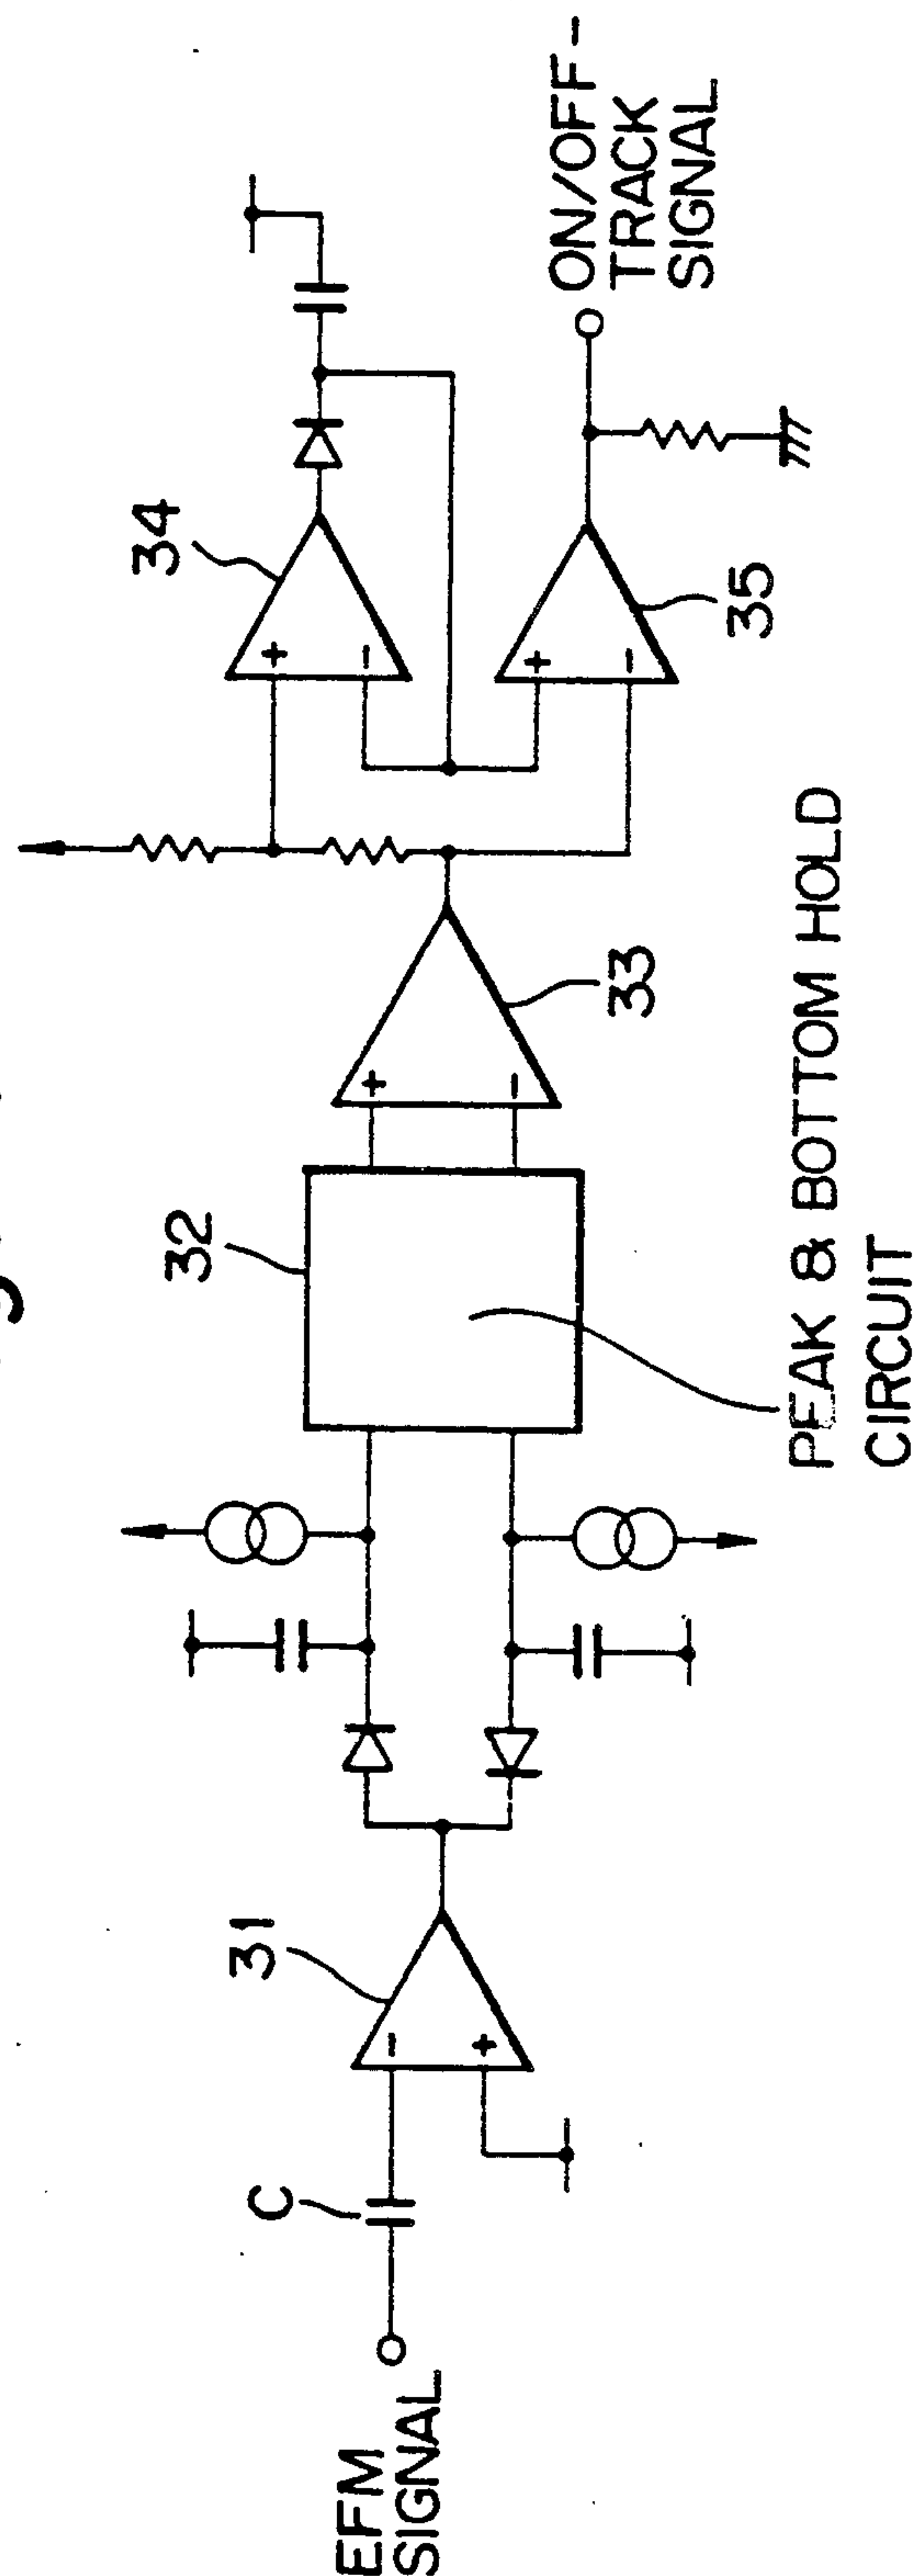 EFM
SIGNAL
C
31
-
+
32
PEAK & BOTTOM HOLD
CIRCUIT
+
-
33
34
+
-
+
-
35
ON/OFF-
TRACK
SIGNAL